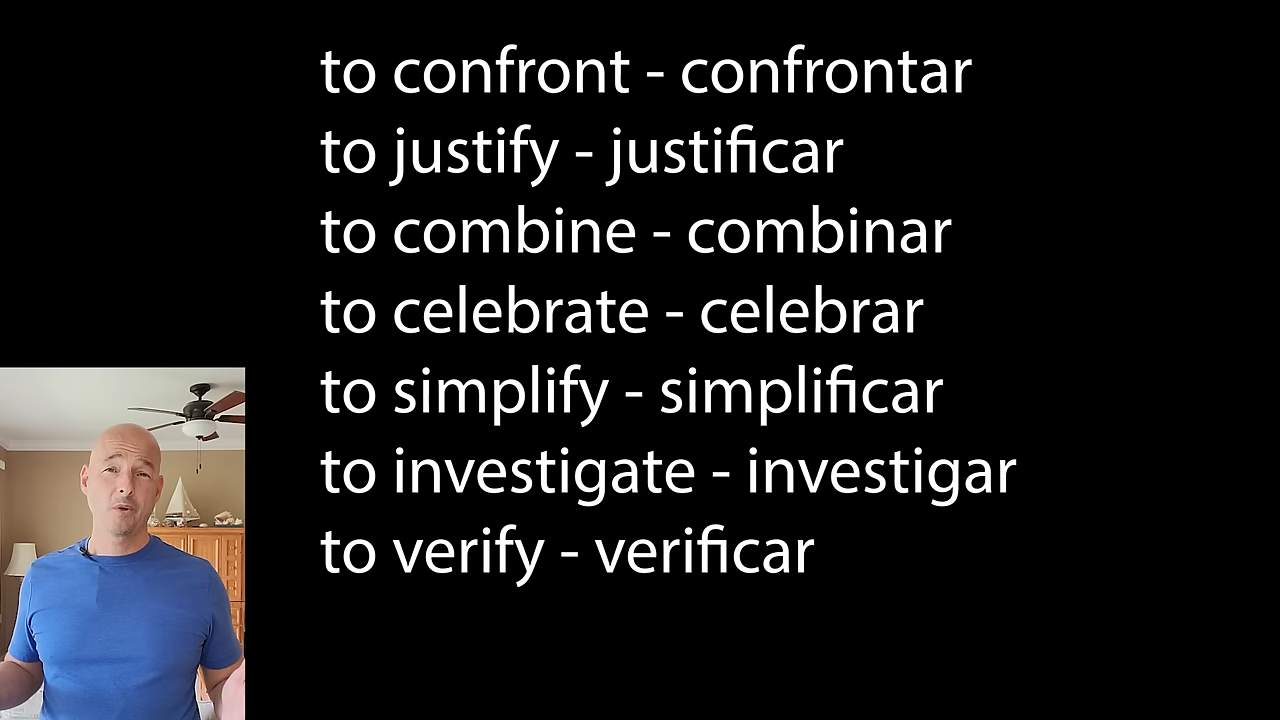 to confront - confrontar
to justify - justificar
to combine - combinar
to celebrate - celebrar
to simplify - simplificar
to investigate - investigar
to verify - verificar